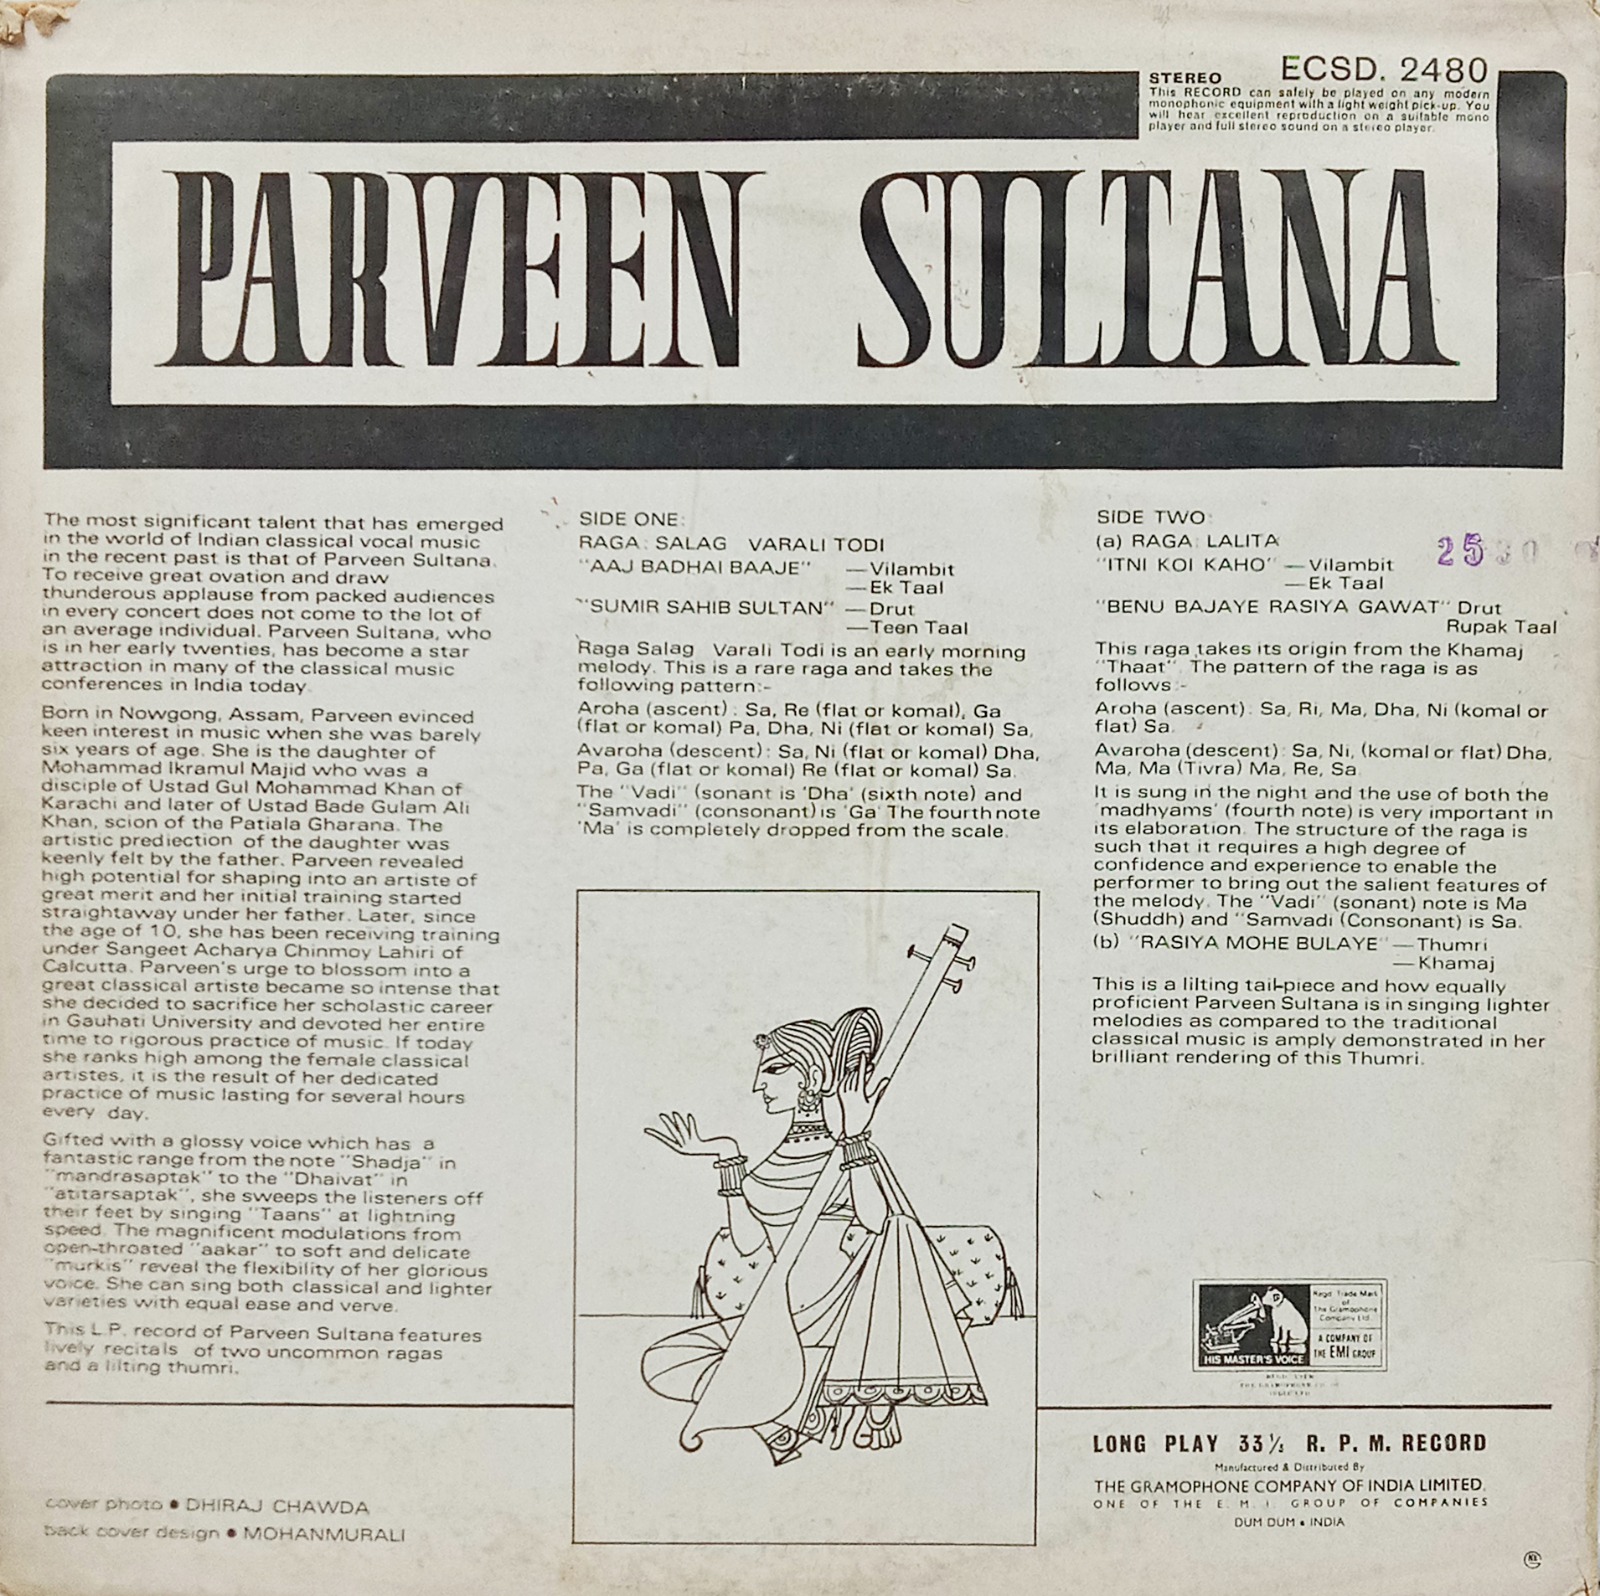 ECSD. 2480
STEREO
This RECORD can safely be played on any modern
monophonic equipment with a light weight pick-up. You
will hear excellent reproduction on a suitable mono
player and full stereo sound on a stereo player.
PARVEEN SULTANA
The most significant talent that has emerged
in the world of Indian classical vocal music
in the recent past is that of Parveen Sultana.
To receive great ovation and draw
thunderous applause from packed audiences
in every concert does not come to the lot of
an average individual. Parveen Sultana, who
is in her early twenties, has become a star
attraction in many of the classical music
conferences in India today.
Born in Nowgong, Assam, Parveen evinced
keen interest in music when she was barely
six years of age. She is the daughter of
Mohammad Ikramul Majid who was a
disciple of Ustad Gul Mohammad Khan of
Karachi and later of Ustad Bade Gulam Ali
Khan, scion of the Patiala Gharana. The
artistic prediection of the daughter was
keenly felt by the father. Parveen revealed
high potential for shaping into an artiste of
great merit and her initial training started
straightaway under her father. Later, since
the age of 10, she has been receiving training
under Sangeet Acharya Chinmoy Lahiri of
Calcutta. Parveen's urge to blossom into a
great classical artiste became so intense that
she decided to sacrifice her scholastic career
in Gauhati University and devoted her entire
time to rigorous practice of music. If today
she ranks high among the female classical
artistes, it is the result of her dedicated
practice of music lasting for several hours
every day.
Gifted with a glossy voice which has a
fantastic range from the note "Shadja" in
"mandrasaptak" to the "Dhaivat" in
"atitarsaptak", she sweeps the listeners off
their feet by singing "Taans" at lightning
speed. The magnificent modulations from
open-throated "aakar" to soft and delicate
"murkis" reveal the flexibility of her glorious
voice. She can sing both classical and lighter
varieties with equal ease and verve.
This L.P. record of Parveen Sultana features
lively recitals of two uncommon ragas
and a lilting thumri.
cover photo • DHIRAJ CHAWDA
back cover design • MOHANMURALI
SIDE ONE:
RAGA: SALAG VARALI TODI
"AAJ BADHAI BAAJE" —Vilambit
—Ek Taal
"SUMIR SAHIB SULTAN" —Drut
—Teen Taal
Raga Salag Varali Todi is an early morning
melody. This is a rare raga and takes the
following pattern:-
Aroha (ascent): Sa, Re (flat or komal), Ga
(flat or komal) Pa, Dha, Ni (flat or komal) Sa,
Avaroha (descent): Sa, Ni (flat or komal) Dha,
Pa, Ga (flat or komal) Re (flat or komal) Sa.
The "Vadi" (sonant is 'Dha' (sixth note) and
"Samvadi" (consonant) is 'Ga' The fourth note
'Ma' is completely dropped from the scale.
SIDE TWO:
(a) RAGA: LALITA
"ITNI KOI KAHO" —Vilambit
—Ek Taal
25
"BENU BAJAYE RASIYA GAWAT" Drut
Rupak Taal
This raga takes its origin from the Khamaj
"Thaat". The pattern of the raga is as
follows:-
Aroha (ascent): Sa, Ri, Ma, Dha, Ni (komal or
flat) Sa.
Avaroha (descent): Sa, Ni, (komal or flat) Dha,
Ma, Ma (Tivra) Ma, Re, Sa
It is sung in the night and the use of both the
'madhyams' (fourth note) is very important in
its elaboration. The structure of the raga is
such that it requires a high degree of
confidence and experience to enable the
performer to bring out the salient features of
the melody. The "Vadi" (sonant) note is Ma
(Shuddh) and "Samvadi (Consonant) is Sa.
(b) "RASIYA MOHE BULAYE" —Thumri
—Khamaj
This is a lilting tail-piece and how equally
proficient Parveen Sultana is in singing lighter
melodies as compared to the traditional
classical music is amply demonstrated in her
brilliant rendering of this Thumri.
Regd. Trade Mark
of
The Gramophone
Company Ltd.
A COMPANY OF
THE EMI GROUP
HIS MASTER'S VOICE
LONG PLAY 33⅓ R. P. M. RECORD
Manufactured & Distributed By
THE GRAMOPHONE COMPANY OF INDIA LIMITED.
ONE OF THE E. M. I. GROUP OF COMPANIES
DUM DUM • INDIA